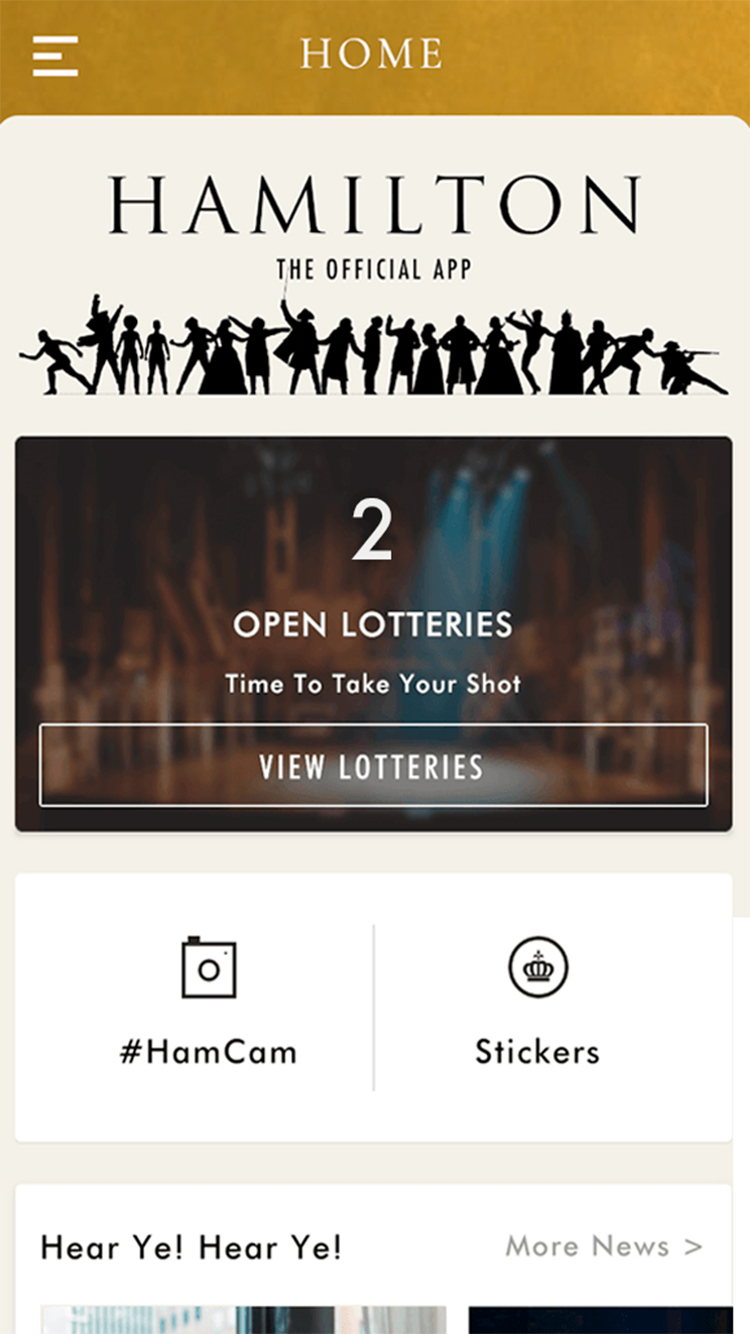 HOME
HAMILTON
THE OFFICIAL APP
2
OPEN LOTTERIES
Time To Take Your Shot
VIEW LOTTERIES
#HamCam
Stickers
Hear Ye! Hear Ye!
More News >